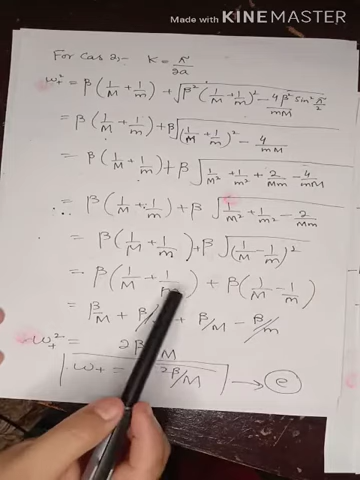 Made with KINEMASTER
For Cas 2,- K = π/2a
ω₊² = β(1/M + 1/m) + √(β²(1/M + 1/m)² - 4β²/mM sin² π/2)
= β(1/M + 1/m) + β√((1/M + 1/m)² - 4/mM)
= β(1/M + 1/m) + β√(1/M² + 1/m² + 2/Mm - 4/mM)
∴ = β(1/M + 1/m) + β√(1/m² + 1/m² - 2/Mm)
= β(1/M + 1/m) + β√((1/M - 1/m)²)
= β(1/M + 1/m) + β(1/M - 1/m)
= β/M + β/ + β/M - β/m
ω₊² = 2β M
ω₊ = 2β/M → (e)